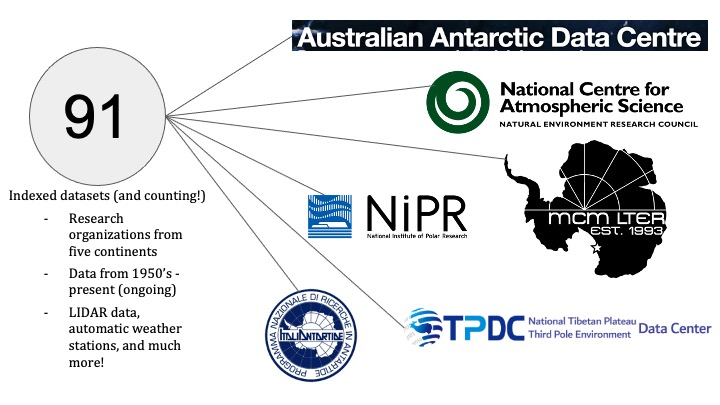 Australian Antarctic Data Centre
91
National Centre for
Atmospheric Science
NATURAL ENVIRONMENT RESEARCH COUNCIL
MCM LTER
EST. 1993
Indexed datasets (and counting!)
- Research
organizations from
five continents
- Data from 1950's -
present (ongoing)
- LIDAR data,
automatic weather
stations, and much
more!
NiPR
National Institute of Polar Research
PROGRAMMA NAZIONALE DI RICERCHE IN ANTARTIDE
ITALIANTARTIDE
TPDC
National Tibetan Plateau
Third Pole Environment
Data Center